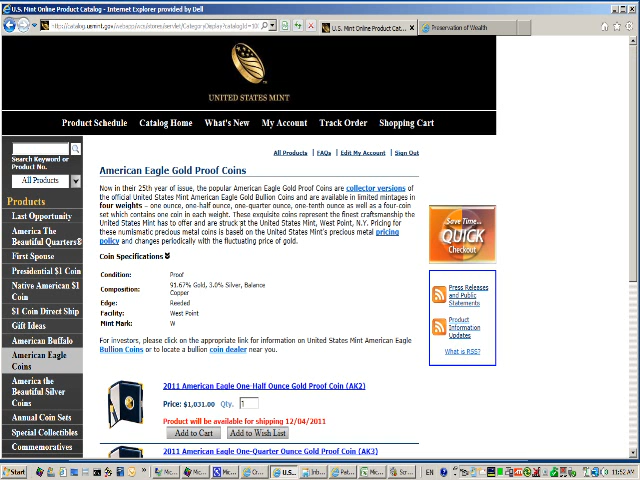 U.S. Mint Online Product Catalog - Internet Explorer provided by Dell
U.S. Mint Online Product Cat...
Preservation of Wealth
UNITED STATES MINT
Product Schedule Catalog Home What's New My Account Track Order Shopping Cart
Search Keyword or
Product No.
All Products
Products
Last Opportunity
America The
Beautiful Quarters®
First Spouse
Presidential $1 Coin
Native American $1
Coin
$1 Coin Direct Ship
Gift Ideas
American Buffalo
American Eagle
Coins
America the
Beautiful Silver
Coins
Annual Coin Sets
Special Collectibles
Commemoratives
All Products | FAQs | Edit My Account | Sign Out
American Eagle Gold Proof Coins
Now in their 25th year of issue, the popular American Eagle Gold Proof Coins are collector versions
of the official United States Mint American Eagle Gold Bullion Coins and are available in limited mintages in
four weights – one ounce, one-half ounce, one-quarter ounce, one-tenth ounce as well as a four-coin
set which contains one coin in each weight. These exquisite coins represent the finest craftsmanship the
United States Mint has to offer and are struck at the United States Mint, West Point, N.Y. Pricing for
these numismatic precious metal coins is based on the United States Mint's precious metal pricing
policy and changes periodically with the fluctuating price of gold.
Coin Specifications
Condition: Proof
Composition: 91.67% Gold, 3.0% Silver, Balance
Copper
Edge: Reeded
Facility: West Point
Mint Mark: W
For investors, please click on the appropriate link for information on United States Mint American Eagle
Bullion Coins or to locate a bullion coin dealer near you.
2011 American Eagle One-Half Ounce Gold Proof Coin (AK2)
Price: $1,031.00 Qty. 1
Product will be available for shipping 12/04/2011
Add to Cart Add to Wish List
2011 American Eagle One-Quarter Ounce Gold Proof Coin (AK3)
Save Time...
QUICK
Checkout
Press Releases
and Public
Statements
Product
Information
Updates
What is RSS?
Start
Mic...
Mic...
Mic...
U.S...
Inb...
Pat...
Mic...
Scr...
EN
11:52 AM